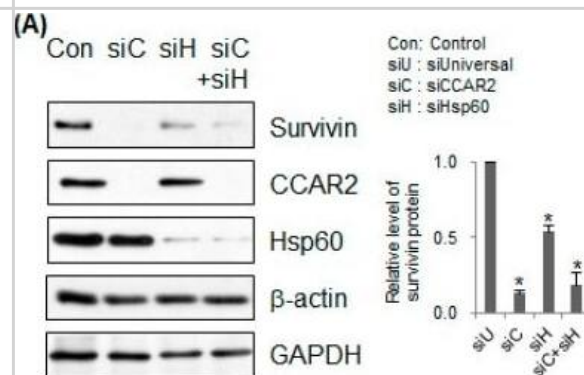 (A)
Con siC siH siC
+siH
Survivin
CCAR2
Hsp60
β-actin
GAPDH
Con: Control
siU : siUniversal
siC : siCCAR2
siH : siHsp60
Relative level of
survivin protein
1.0
0.5
0.0
*
*
*
siU
siC
siH
siC+siH